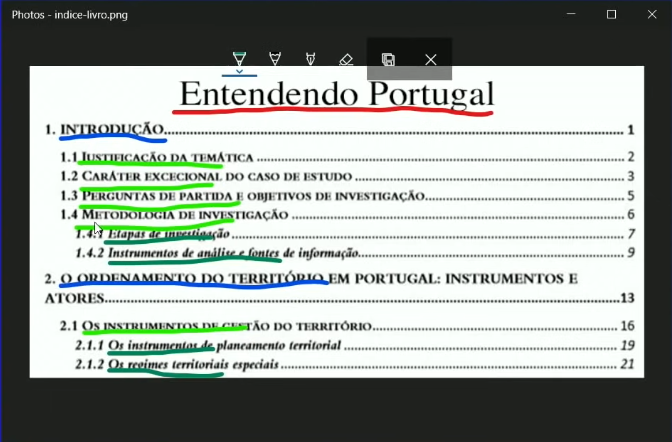 Photos - indice-livro.png
Entendendo Portugal
1. INTRODUÇÃO........ 1
1.1 JUSTIFICAÇÃO DA TEMÁTICA ........ 2
1.2 CARÁTER EXCECIONAL DO CASO DE ESTUDO ........ 3
1.3 PERGUNTAS DE PARTIDA E OBJETIVOS DE INVESTIGAÇÃO........ 5
1.4 METODOLOGIA DE INVESTIGAÇÃO ........ 6
1.4.1 Etapas de investigação ........ 7
1.4.2 Instrumentos de análise e fontes de informação........ 9
2. O ORDENAMENTO DO TERRITÓRIO EM PORTUGAL: INSTRUMENTOS E
ATORES........ 13
2.1 OS INSTRUMENTOS DE GESTÃO DO TERRITÓRIO........ 16
2.1.1 Os instrumentos de planeamento territorial ........ 19
2.1.2 Os regimes territoriais especiais ........ 21